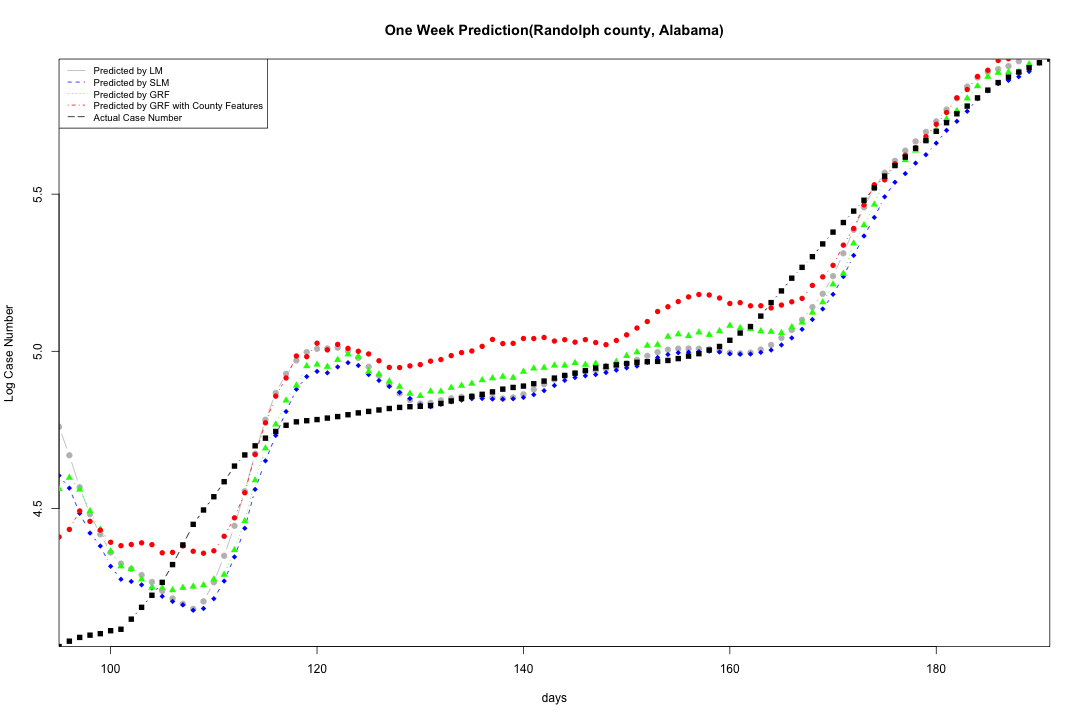 One Week Prediction(Randolph county, Alabama)
Predicted by LM
Predicted by SLM
Predicted by GRF
Predicted by GRF with County Features
Actual Case Number
5.5
5.0
4.5
Log Case Number
100 120 140 160 180
days